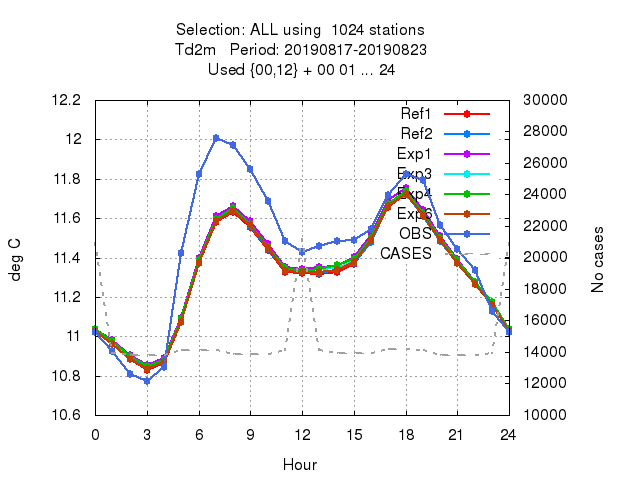 Selection: ALL using  1024 stations
Td2m   Period: 20190817-20190823
Used {00,12} + 00 01 ... 24
12.2
12
11.8
11.6
11.4
11.2
11
10.8
10.6
deg C
30000
28000
26000
24000
22000
20000
18000
16000
14000
12000
10000
No cases
Ref1
Ref2
Exp1
Exp3
Exp4
Exp6
OBS
CASES
0 3 6 9 12 15 18 21 24
Hour